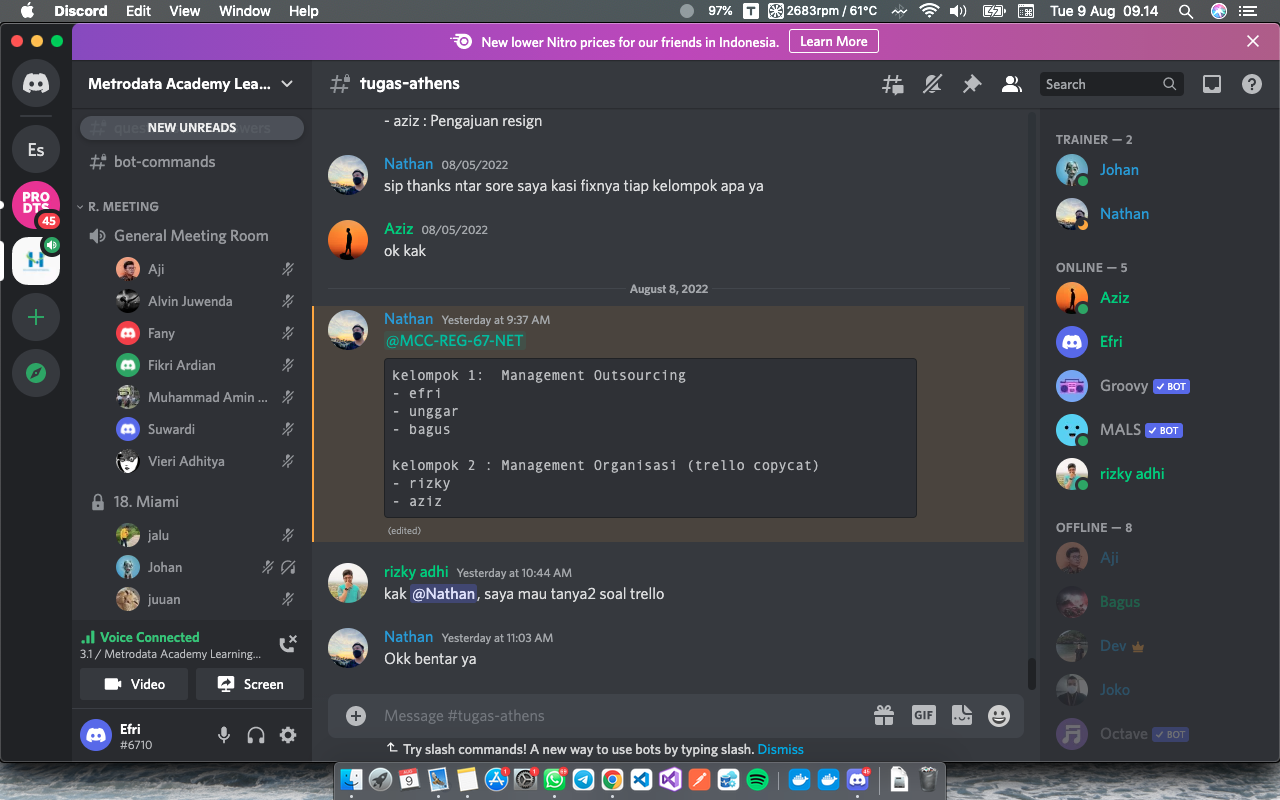 Discord Edit View Window Help 97% T 2683rpm / 61°C Tue 9 Aug 09.14
New lower Nitro prices for our friends in Indonesia. Learn More
Metrodata Academy Lea...
tugas-athens
Search
NEW UNREADS
bot-commands
R. MEETING
General Meeting Room
Aji
Alvin Juwenda
Fany
Fikri Ardian
Muhammad Amin ...
Suwardi
Vieri Adhitya
18. Miami
jalu
Johan
juuan
Voice Connected
3.1 / Metrodata Academy Learning...
Video
Screen
Efri
#6710
Es
PRO
DTS
45
- aziz : Pengajuan resign
Nathan 08/05/2022
sip thanks ntar sore saya kasi fixnya tiap kelompok apa ya
Aziz 08/05/2022
ok kak
August 8, 2022
Nathan Yesterday at 9:37 AM
@MCC-REG-67-NET
kelompok 1:  Management Outsourcing
- efri
- unggar
- bagus
kelompok 2 : Management Organisasi (trello copycat)
- rizky
- aziz
(edited)
rizky adhi Yesterday at 10:44 AM
kak @Nathan, saya mau tanya2 soal trello
Nathan Yesterday at 11:03 AM
Okk bentar ya
Message #tugas-athens
GIF
Try slash commands! A new way to use bots by typing slash. Dismiss
TRAINER — 2
Johan
Nathan
ONLINE — 5
Aziz
Efri
Groovy BOT
MALS BOT
rizky adhi
OFFLINE — 8
Aji
Bagus
Dev
Joko
Octave BOT